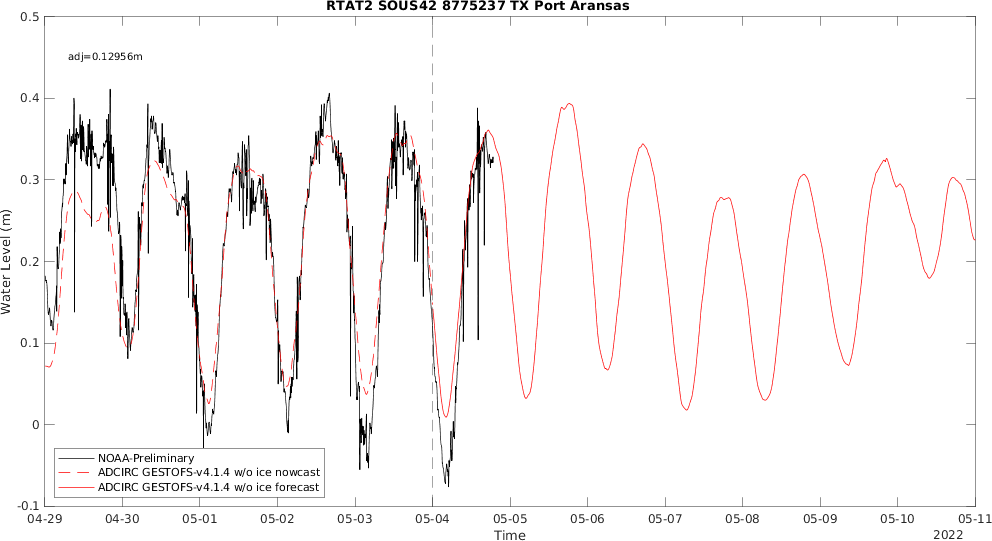 RTAT2 SOUS42 8775237 TX Port Aransas
adj=0.12956m
Water Level (m)
0.5
0.4
0.3
0.2
0.1
0
-0.1
NOAA-Preliminary
ADCIRC GESTOFS-v4.1.4 w/o ice nowcast
ADCIRC GESTOFS-v4.1.4 w/o ice forecast
04-29 04-30 05-01 05-02 05-03 05-04 05-05 05-06 05-07 05-08 05-09 05-10 05-11
Time
2022